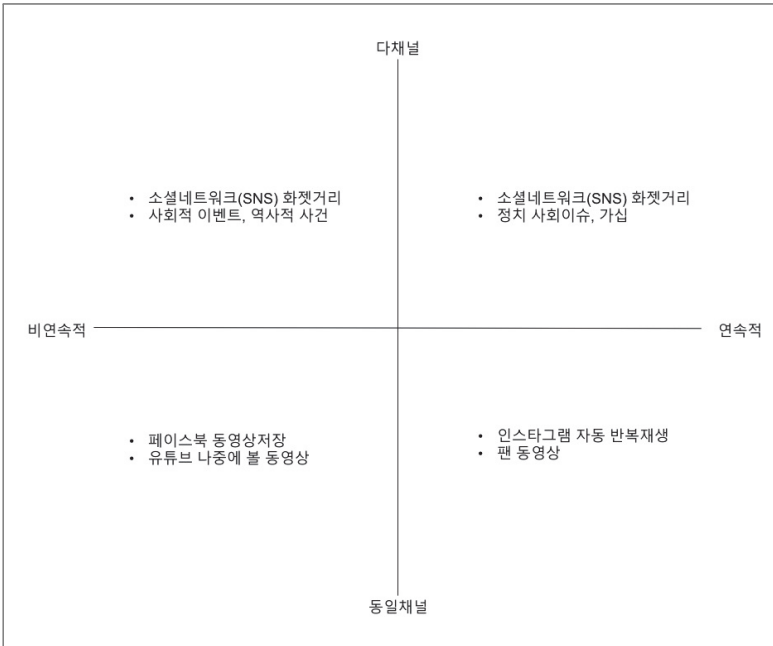 다채널
• 소셜네트워크(SNS) 화젯거리
• 사회적 이벤트, 역사적 사건
• 소셜네트워크(SNS) 화젯거리
• 정치 사회이슈, 가십
비연속적
연속적
• 페이스북 동영상저장
• 유튜브 나중에 볼 동영상
• 인스타그램 자동 반복재생
• 팬 동영상
동일채널